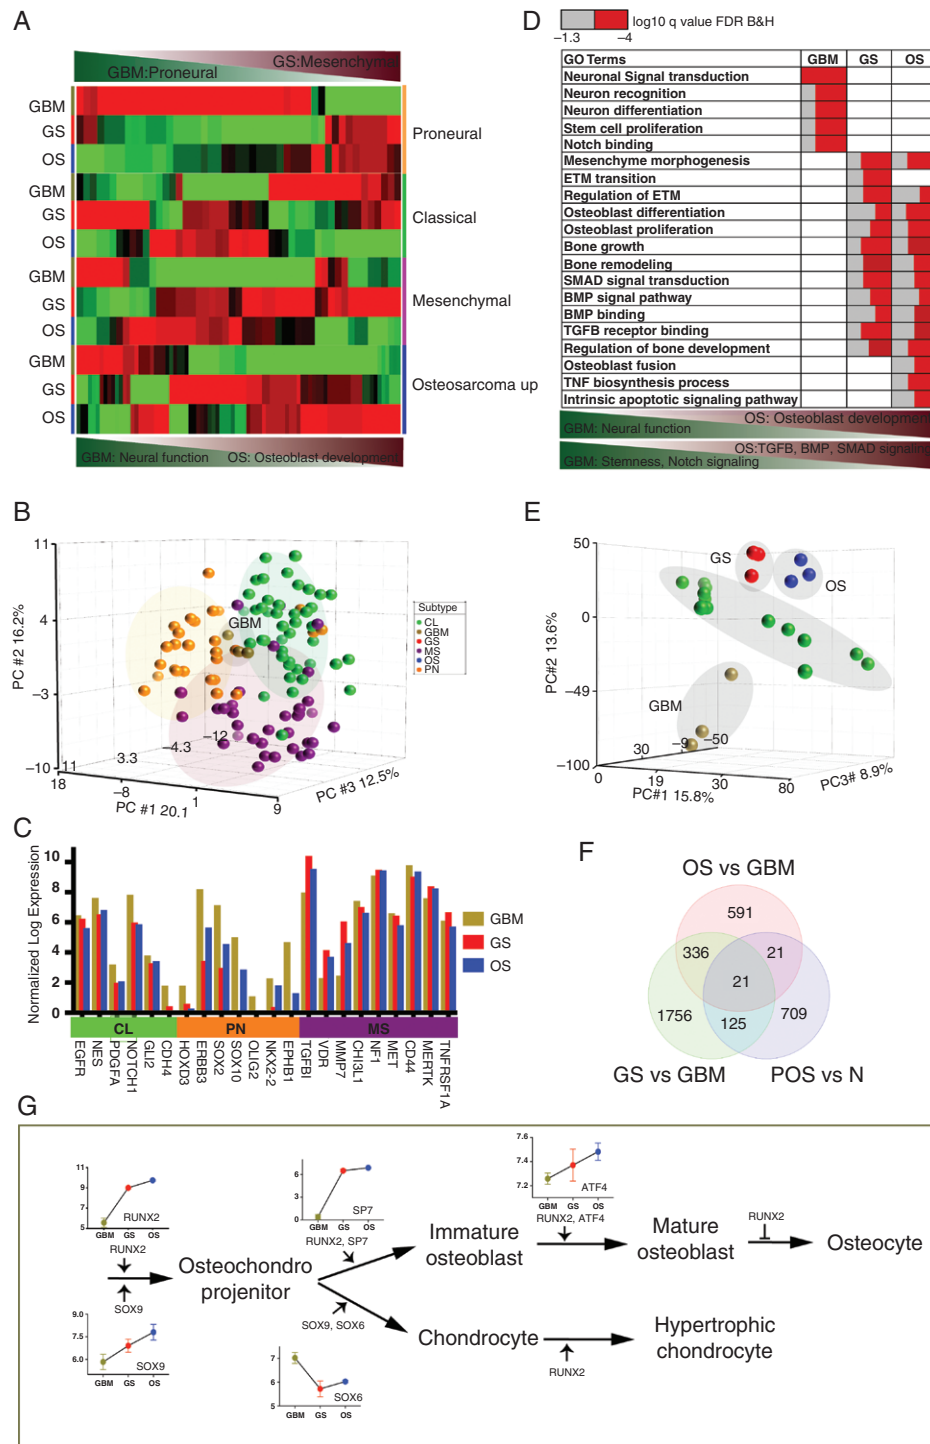 A
GS:Mesenchymal
GBM:Proneural
GBM
GS
OS
Proneural
GBM
GS
OS
Classical
GBM
GS
OS
Mesenchymal
GBM
GS
OS
Osteosarcoma up
GBM: Neural function OS: Osteoblast development
D
log10 q value FDR B&H
−1.3 −4
GO Terms GBM GS OS
Neuronal Signal transduction
Neuron recognition
Neuron differentiation
Stem cell proliferation
Notch binding
Mesenchyme morphogenesis
ETM transition
Regulation of ETM
Osteoblast differentiation
Osteoblast proliferation
Bone growth
Bone remodeling
SMAD signal transduction
BMP signal pathway
BMP binding
TGFB receptor binding
Regulation of bone development
Osteoblast fusion
TNF biosynthesis process
Intrinsic apoptotic signaling pathway
OS: Osteoblast development
GBM: Neural function
OS:TGFB, BMP, SMAD signaling
GBM: Stemness, Notch signaling
B
11
4
−3
−10
PC #2 16.2%
GBM
11
3.3
−4.3
−12
18
−8
1
9
PC #1 20.1
PC #3 12.5%
Subtype
CL
GBM
GS
MS
OS
PN
E
50
0
−49
−100
PC#2 13.6%
GS
OS
GBM
30
−9
−50
0
19
30
80
PC#1 15.8%
PC3# 8.9%
C
Normalized Log Expression
10
8
6
4
2
0
GBM
GS
OS
CL PN MS
EGFR
NES
PDGFA
NOTCH1
GLI2
CDH4
HOXD3
ERBB3
SOX2
SOX10
OLIG2
NKX2-2
EPHB1
TGFBI
VDR
MMP7
CHI3L1
NF1
MET
CD44
MERTK
TNFRSF1A
F
OS vs GBM
591
336 21
21
1756 125 709
GS vs GBM POS vs N
G
11
9
7
5
RUNX2
GBM GS OS
RUNX2
SOX9
9.0
7.5
6.0
SOX9
GBM GS OS
Osteochondro
projenitor
6
3
0
SP7
GBM GS OS
RUNX2, SP7
SOX9, SOX6
7
6
5
SOX6
GBM GS OS
Immature
osteoblast
7.6
7.4
7.2
ATF4
GBM GS OS
RUNX2, ATF4
Mature
osteoblast
RUNX2
Osteocyte
Chondrocyte
RUNX2
Hypertrophic
chondrocyte